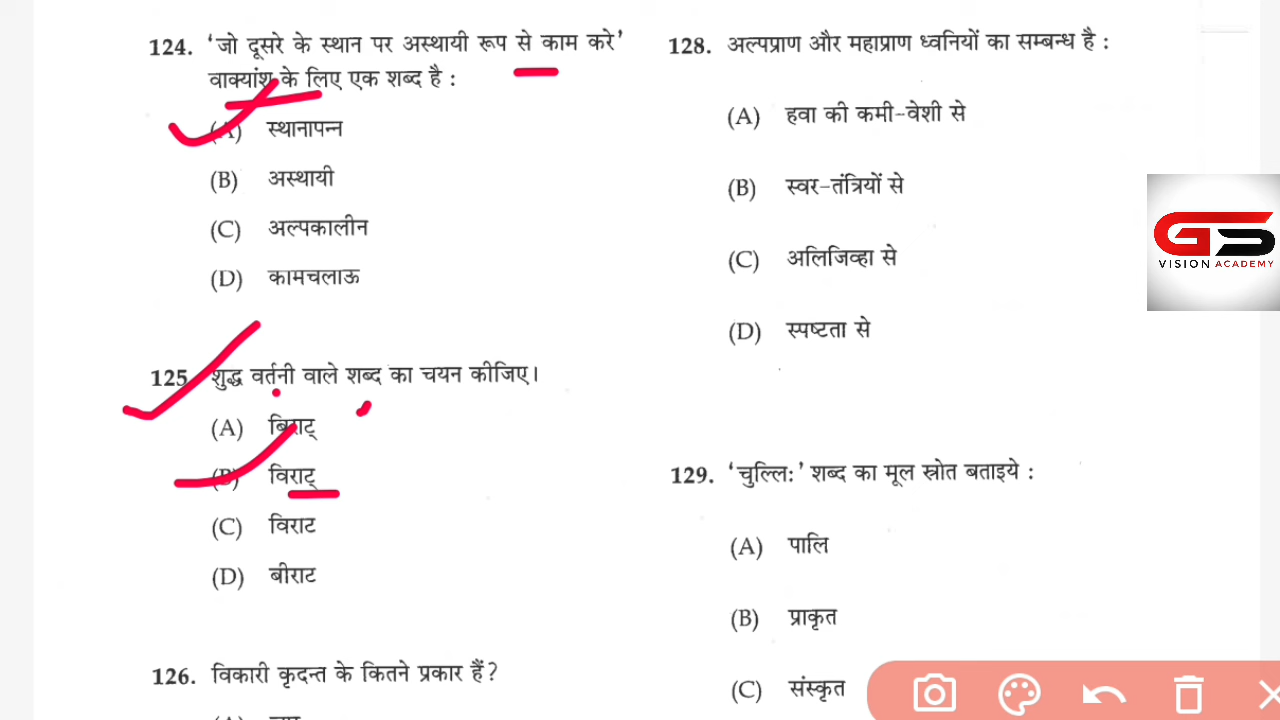 124. ‘जो दूसरे के स्थान पर अस्थायी रूप से काम करे’
वाक्यांश के लिए एक शब्द है :
(A) स्थानापन्न
(B) अस्थायी
(C) अल्पकालीन
(D) कामचलाऊ
125 शुद्ध वर्तनी वाले शब्द का चयन कीजिए।
(A) बिराट्
(B) विराट्
(C) विराट
(D) बीराट
126. विकारी कृदन्त के कितने प्रकार हैं?
128. अल्पप्राण और महाप्राण ध्वनियों का सम्बन्ध है :
(A) हवा की कमी-वेशी से
(B) स्वर-तंत्रियों से
(C) अलिजिव्हा से
(D) स्पष्टता से
129. ‘चुल्लिः’ शब्द का मूल स्रोत बताइये :
(A) पालि
(B) प्राकृत
(C) संस्कृत
GS
VISION ACADEMY